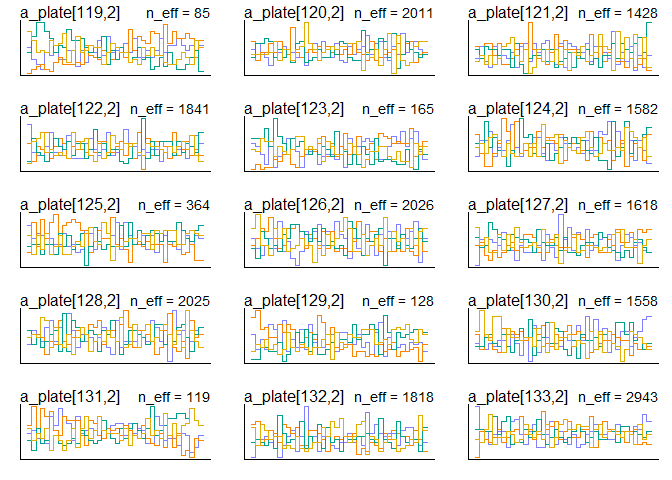 a_plate[119,2] n_eff = 85
a_plate[120,2] n_eff = 2011
a_plate[121,2] n_eff = 1428
a_plate[122,2] n_eff = 1841
a_plate[123,2] n_eff = 165
a_plate[124,2] n_eff = 1582
a_plate[125,2] n_eff = 364
a_plate[126,2] n_eff = 2026
a_plate[127,2] n_eff = 1618
a_plate[128,2] n_eff = 2025
a_plate[129,2] n_eff = 128
a_plate[130,2] n_eff = 1558
a_plate[131,2] n_eff = 119
a_plate[132,2] n_eff = 1818
a_plate[133,2] n_eff = 2943